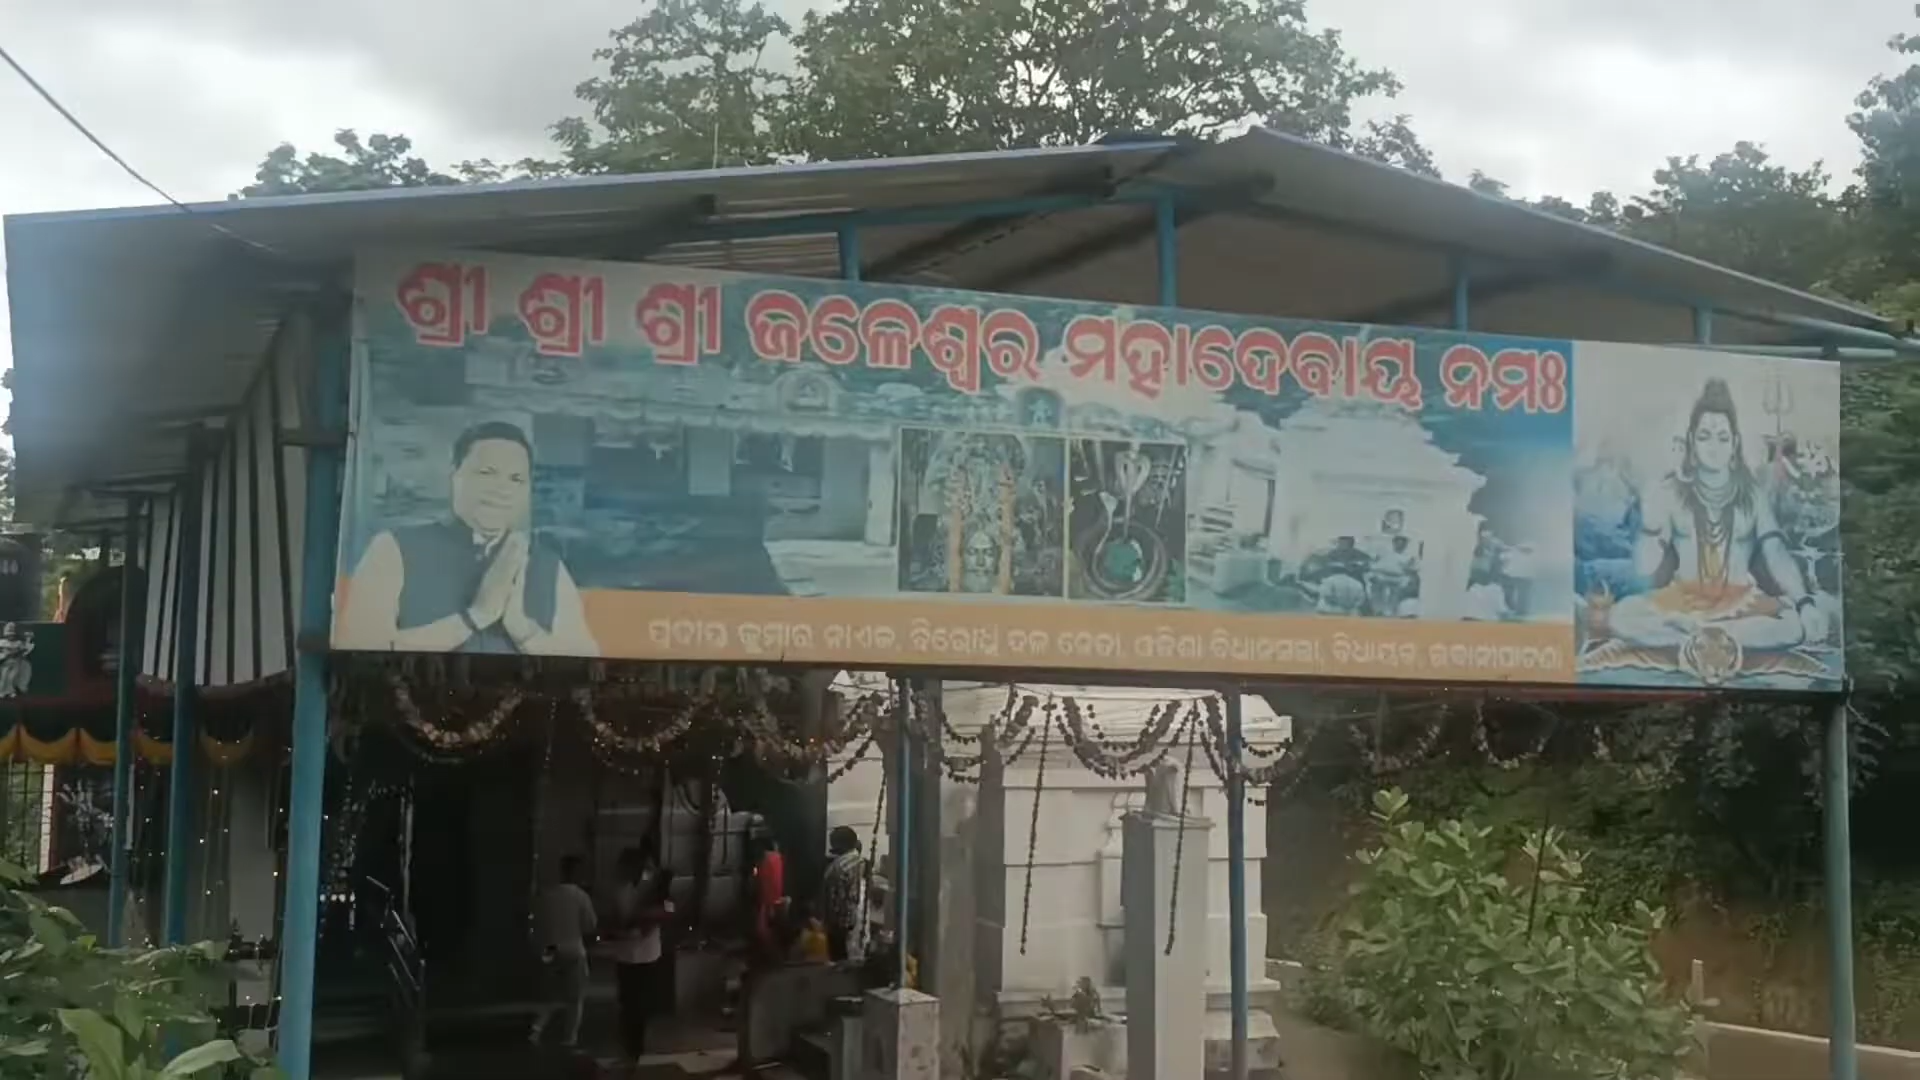 ଶ୍ରୀ ଶ୍ରୀ ଶ୍ରୀ ଜଳେଶ୍ୱର ମହାଦେବାୟ ନମଃ
ପ୍ରଦୀପ୍ତ କୁମାର ନାଏକ, ବିରୋଧି ଦଳ ନେତା, ଓଡିଶା ବିଧାନସଭା, ବିଧାୟକ, ଭବାନୀପାଟଣା